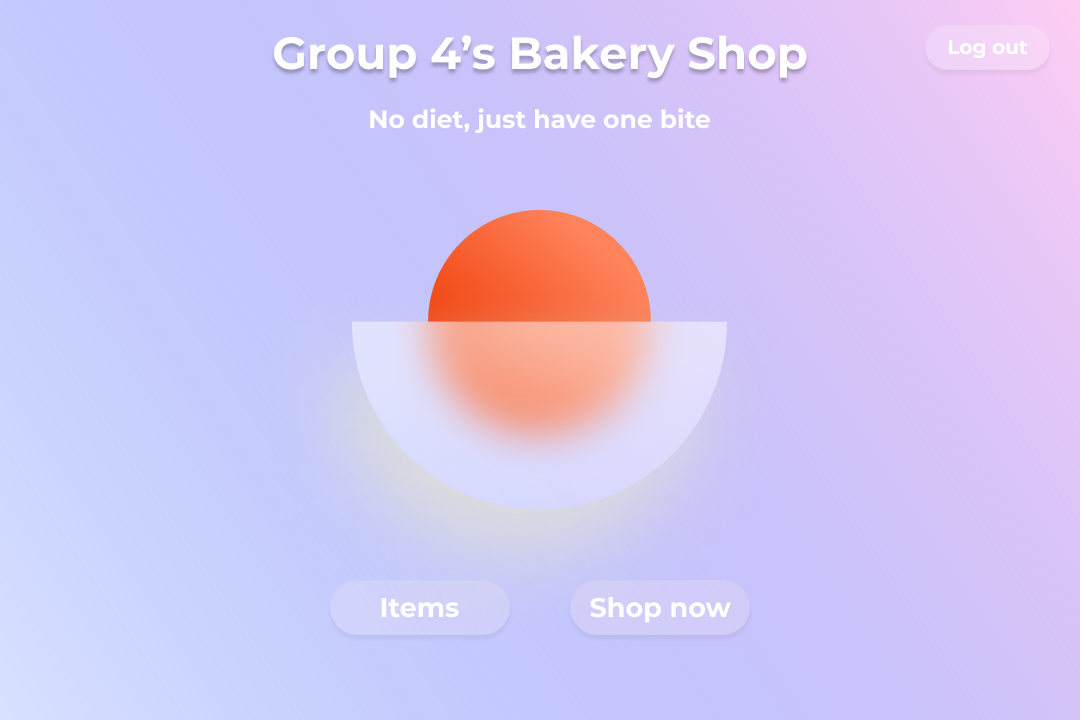 Group 4’s Bakery Shop
Log out
No diet, just have one bite
Items
Shop now